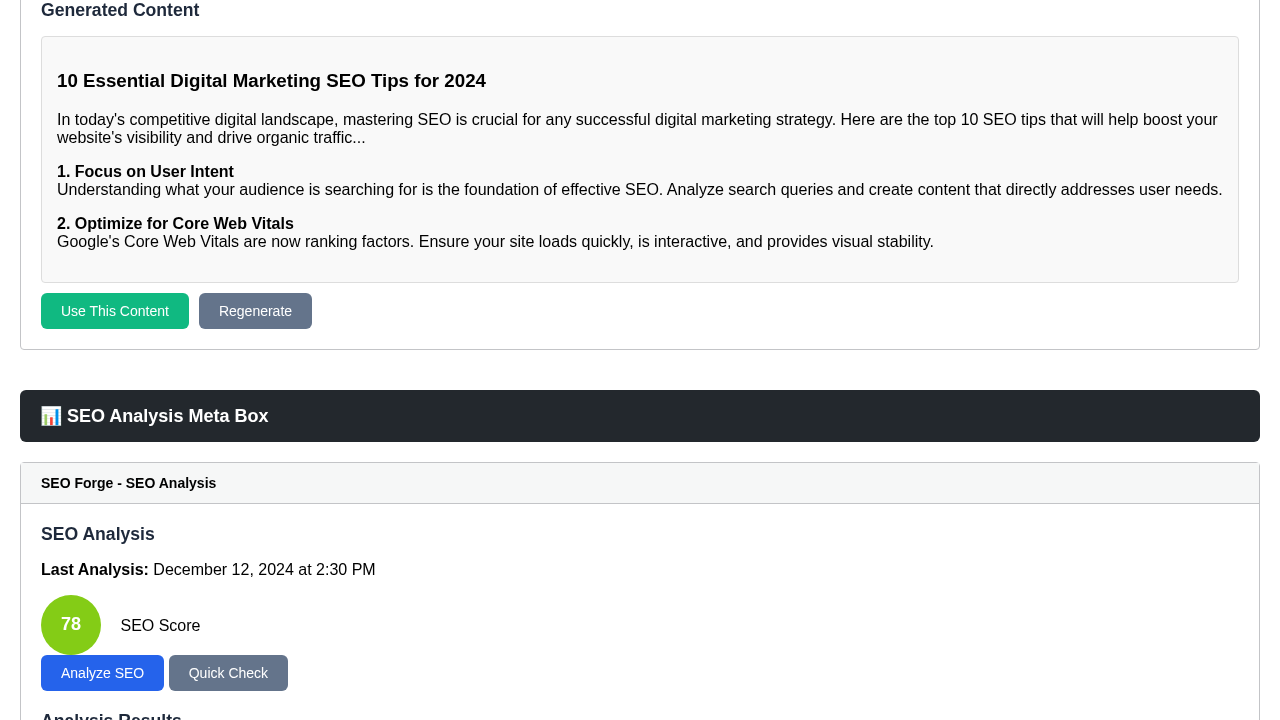 Generated Content
10 Essential Digital Marketing SEO Tips for 2024
In today's competitive digital landscape, mastering SEO is crucial for any successful digital marketing strategy. Here are the top 10 SEO tips that will help boost your
website's visibility and drive organic traffic...
1. Focus on User Intent
Understanding what your audience is searching for is the foundation of effective SEO. Analyze search queries and create content that directly addresses user needs.
2. Optimize for Core Web Vitals
Google's Core Web Vitals are now ranking factors. Ensure your site loads quickly, is interactive, and provides visual stability.
Use This Content
Regenerate
📊 SEO Analysis Meta Box
SEO Forge - SEO Analysis
SEO Analysis
Last Analysis: December 12, 2024 at 2:30 PM
78
SEO Score
Analyze SEO
Quick Check
Analysis Results